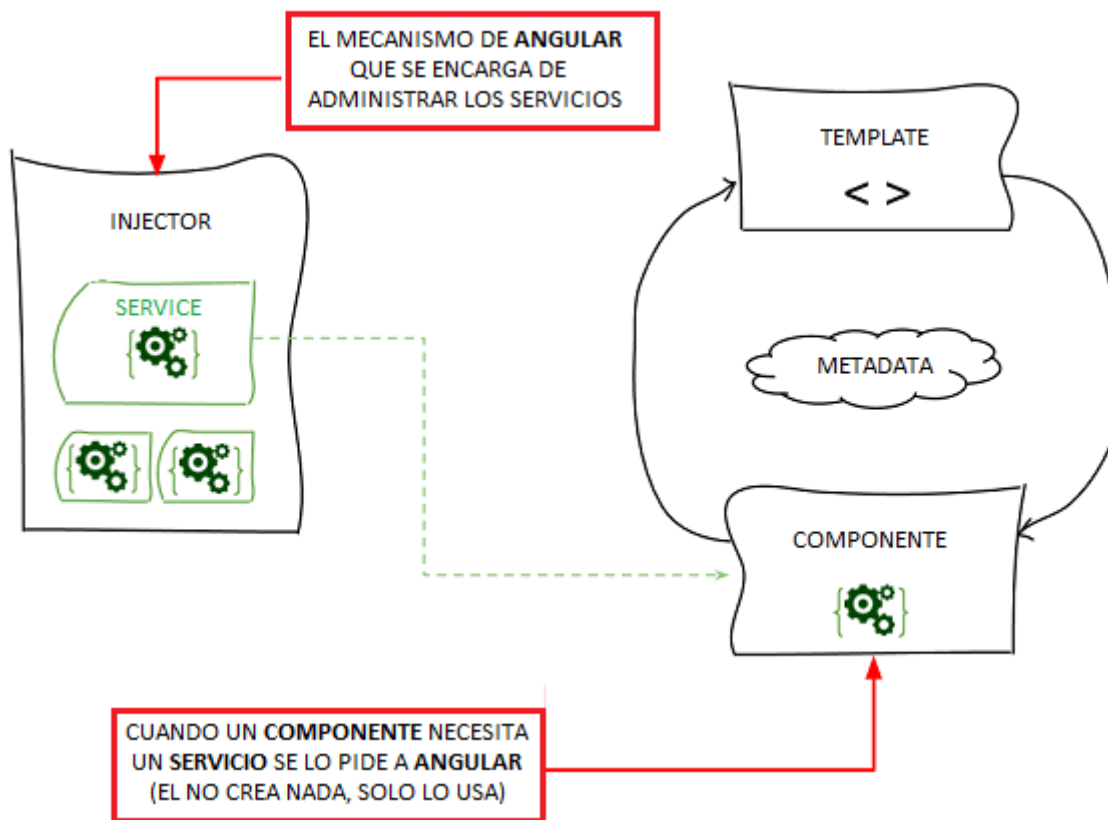 EL MECANISMO DE ANGULAR
QUE SE ENCARGA DE
ADMINISTRAR LOS SERVICIOS
TEMPLATE
< >
INJECTOR
SERVICE
{ }
METADATA
{ } { }
COMPONENTE
{ }
CUANDO UN COMPONENTE NECESITA
UN SERVICIO SE LO PIDE A ANGULAR
(EL NO CREA NADA, SOLO LO USA)